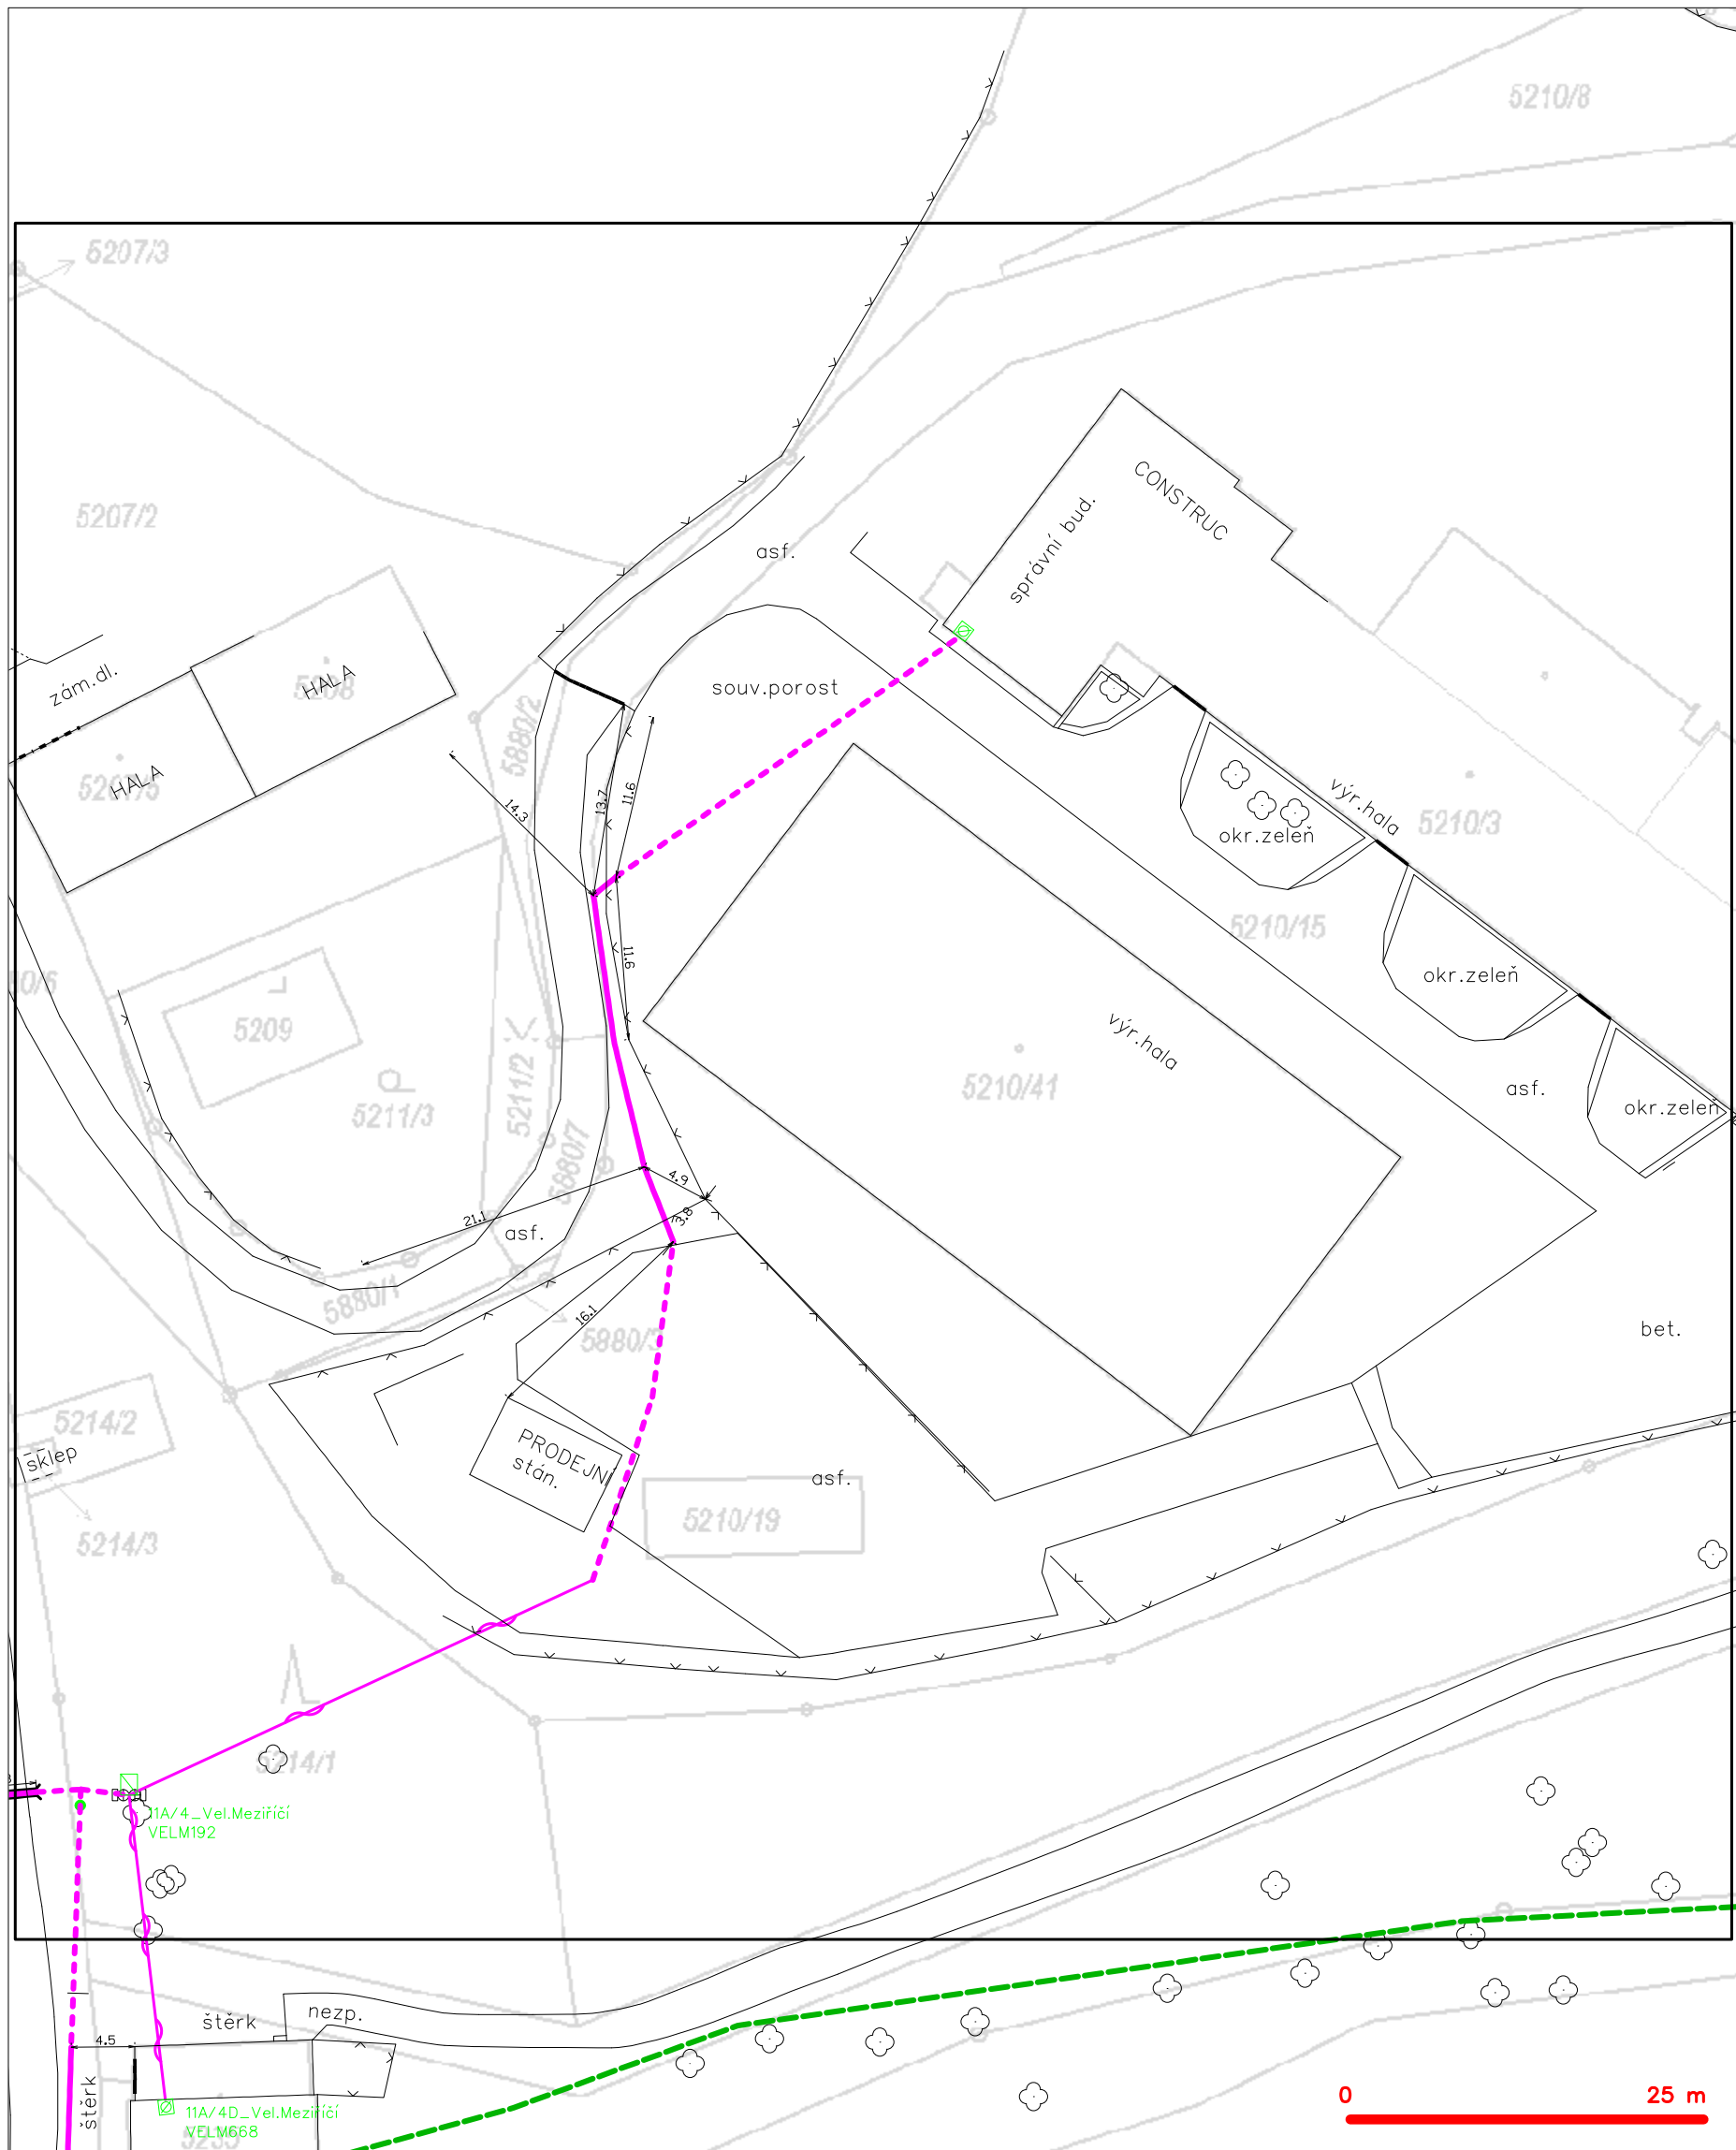 5210/8
5207/3
5207/2
CONSTRUC
správní bud.
asf.
zám.dl.
HALA
5208
souv.porost
5880/2
HALA
14.3
13.7
11.6
výr.hala
5210/3
okr.zeleň
5210/15
11.6
okr.zeleň
5209
výr.hala
5211/2
5211/3
5210/41
asf.
okr.zeleň
5880/7
4.9
21.1
3.8
asf.
5880/1
16.1
5880/3
bet.
5214/2
sklep
PRODEJNÍ
stán.
asf.
5210/19
5214/3
5214/1
11A/4_Vel.Meziříčí
VELM192
štěrk
nezp.
4.5
štěrk
11A/4D_Vel.Meziříčí
VELM668
0 25 m